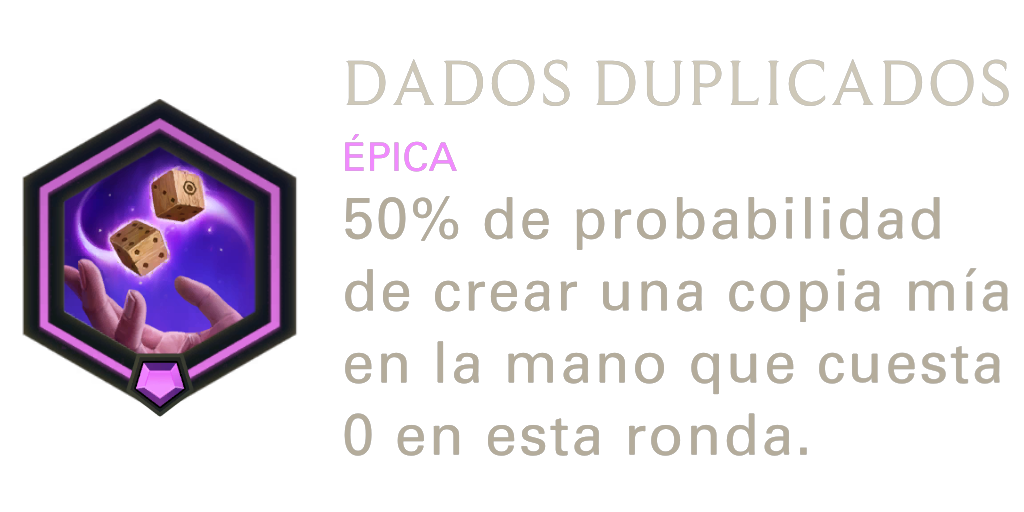 DADOS DUPLICADOS
ÉPICA
50% de probabilidad
de crear una copia mía
en la mano que cuesta
0 en esta ronda.